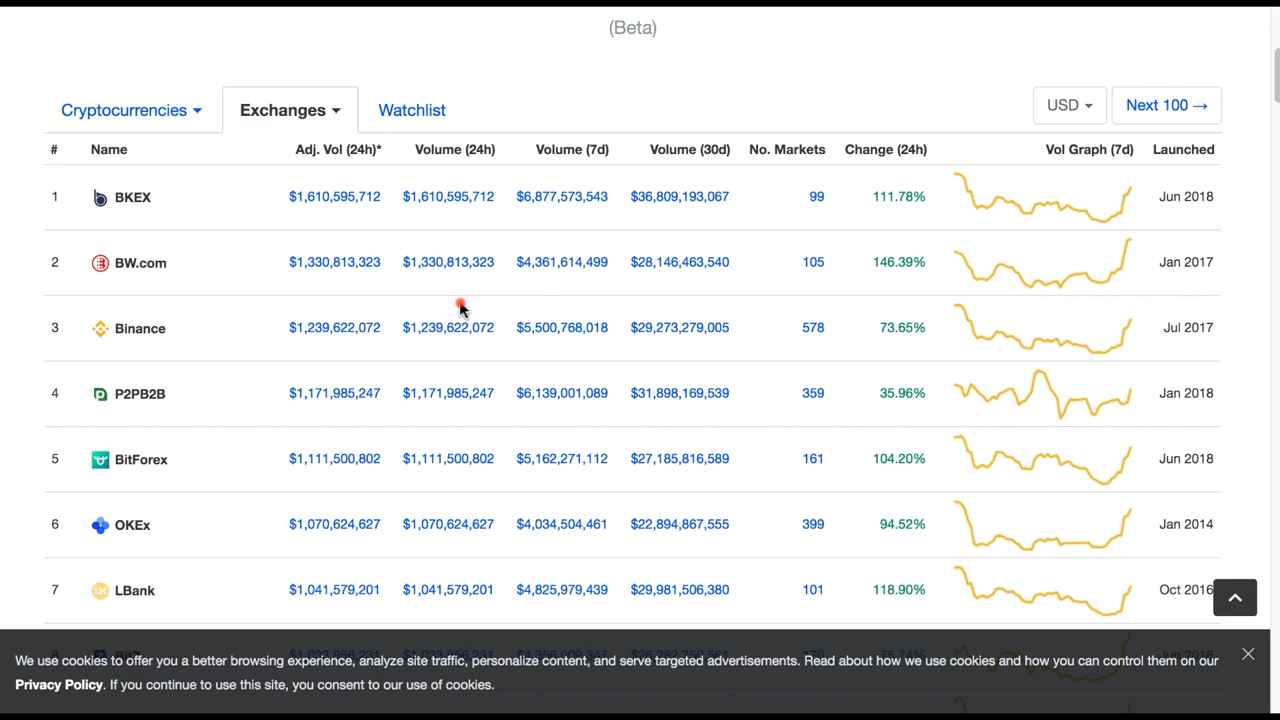 (Beta)
Cryptocurrencies Exchanges Watchlist USD Next 100 →
# Name Adj. Vol (24h)* Volume (24h) Volume (7d) Volume (30d) No. Markets Change (24h) Vol Graph (7d) Launched
1 BKEX $1,610,595,712 $1,610,595,712 $6,877,573,543 $36,809,193,067 99 111.78% Jun 2018
2 BW.com $1,330,813,323 $1,330,813,323 $4,361,614,499 $28,146,463,540 105 146.39% Jan 2017
3 Binance $1,239,622,072 $1,239,622,072 $5,500,768,018 $29,273,279,005 578 73.65% Jul 2017
4 P2PB2B $1,171,985,247 $1,171,985,247 $6,139,001,089 $31,898,169,539 359 35.96% Jan 2018
5 BitForex $1,111,500,802 $1,111,500,802 $5,162,271,112 $27,185,816,589 161 104.20% Jun 2018
6 OKEx $1,070,624,627 $1,070,624,627 $4,034,504,461 $22,894,867,555 399 94.52% Jan 2014
7 LBank $1,041,579,201 $1,041,579,201 $4,825,979,439 $29,981,506,380 101 118.90% Oct 2016
We use cookies to offer you a better browsing experience, analyze site traffic, personalize content, and serve targeted advertisements. Read about how we use cookies and how you can control them on our
Privacy Policy. If you continue to use this site, you consent to our use of cookies.